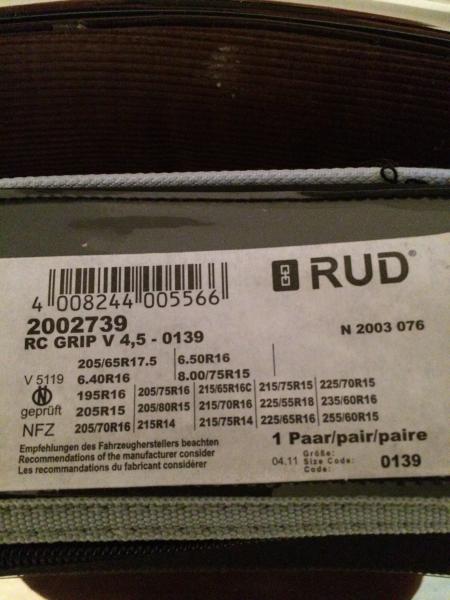 RUD®
4 008244 005566
2002739
RC GRIP V 4,5 - 0139
N 2003 076
205/65R17.5 6.50R16
V 5119 6.40R16 8.00/75R15
195R16 205/75R16 215/65R16C 215/75R15 225/70R15
geprüft 205R15 205/80R15 215/70R16 225/55R18 235/60R16
NFZ 205/70R16 215R14 215/75R14 225/65R16 255/60R15
Empfehlungen des Fahrzeugherstellers beachten
Recommendations of the manufacturer consider
Les recommandations du fabricant considérer
1 Paar/pair/paire
04.11 Größe:
Size Code: 0139
Code: